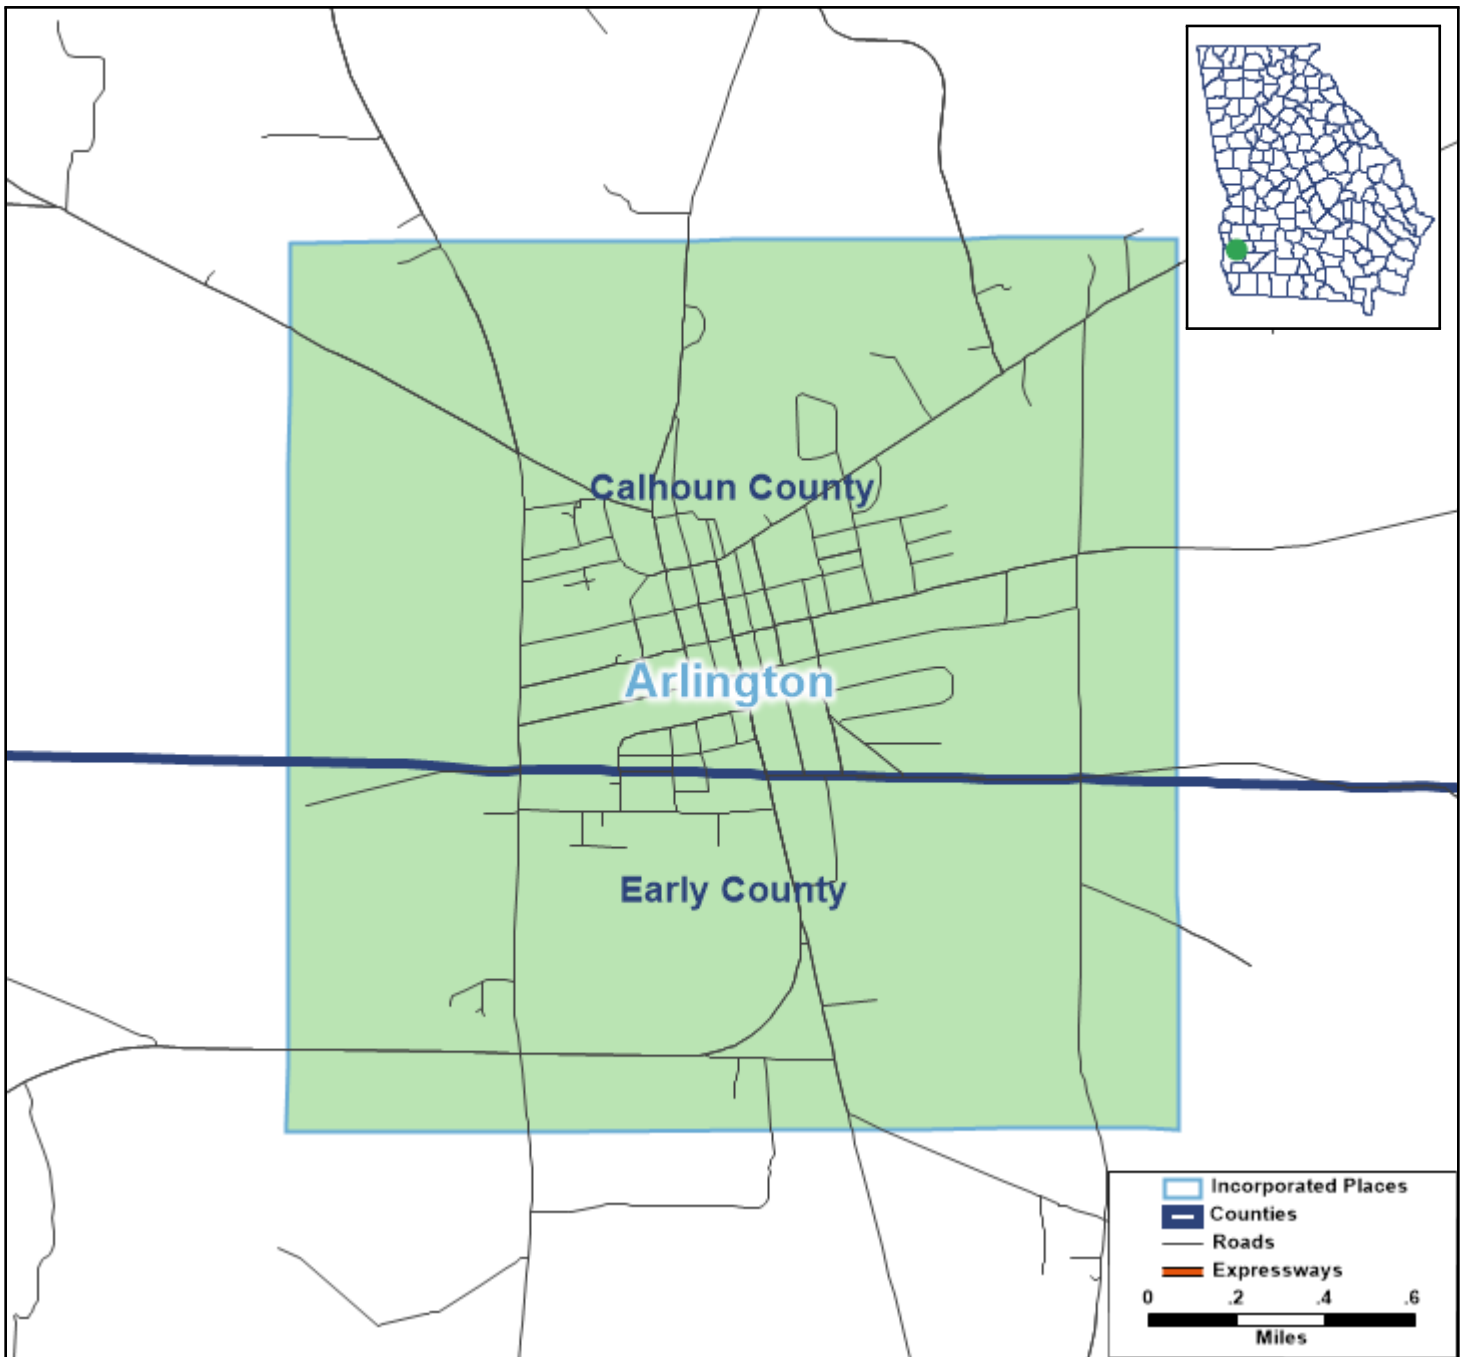 Calhoun County
Arlington
Early County
Incorporated Places
Counties
Roads
Expressways
0 .2 .4 .6
Miles